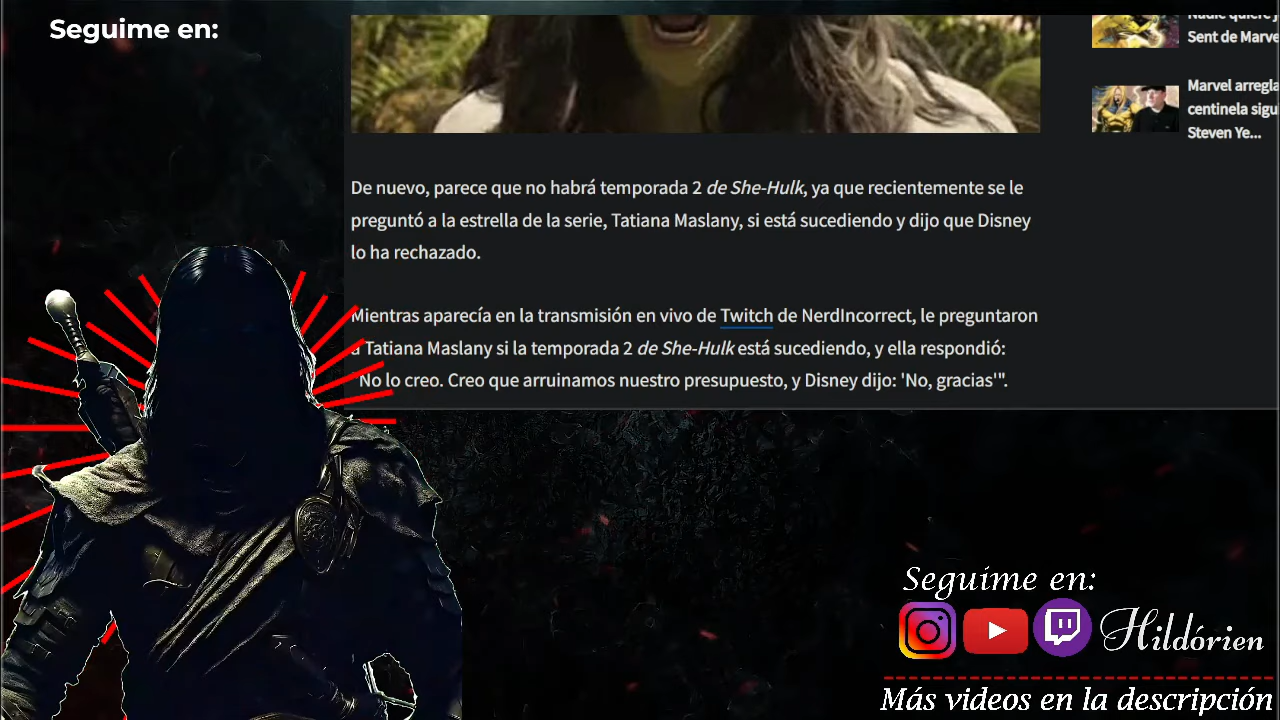 Seguime en:
Sent de Marve
Marvel arregla
centinela sigu
Steven Ye...
De nuevo, parece que no habrá temporada 2 de She-Hulk, ya que recientemente se le
preguntó a la estrella de la serie, Tatiana Maslany, si está sucediendo y dijo que Disney
lo ha rechazado.
Mientras aparecía en la transmisión en vivo de Twitch de NerdIncorrect, le preguntaron
a Tatiana Maslany si la temporada 2 de She-Hulk está sucediendo, y ella respondió:
No lo creo. Creo que arruinamos nuestro presupuesto, y Disney dijo: 'No, gracias'".
Seguime en:
Hildórien
Más videos en la descripción